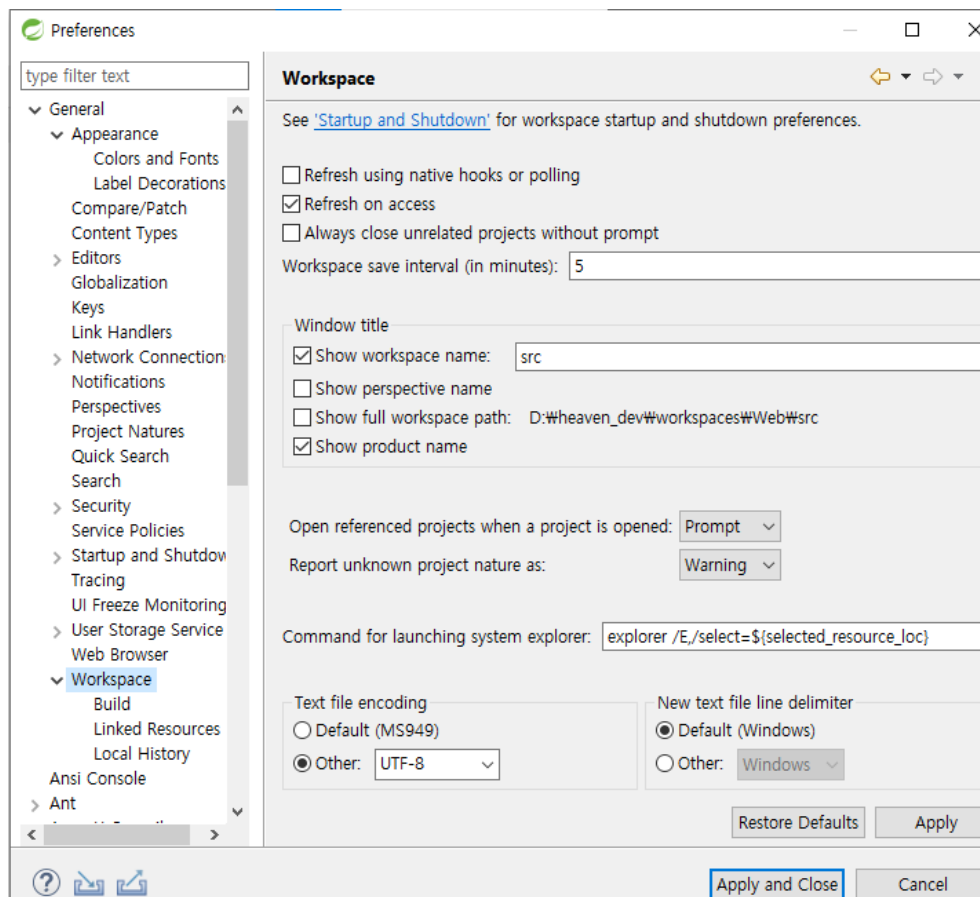 Preferences
type filter text
General
Appearance
Colors and Fonts
Label Decorations
Compare/Patch
Content Types
Editors
Globalization
Keys
Link Handlers
Network Connection
Notifications
Perspectives
Project Natures
Quick Search
Search
Security
Service Policies
Startup and Shutdow
Tracing
UI Freeze Monitoring
User Storage Service
Web Browser
Workspace
Build
Linked Resources
Local History
Ansi Console
Ant
Workspace
See 'Startup and Shutdown' for workspace startup and shutdown preferences.
Refresh using native hooks or polling
Refresh on access
Always close unrelated projects without prompt
Workspace save interval (in minutes): 5
Window title
Show workspace name: src
Show perspective name
Show full workspace path: D:₩heaven_dev₩workspaces₩Web₩src
Show product name
Open referenced projects when a project is opened: Prompt
Report unknown project nature as: Warning
Command for launching system explorer: explorer /E,/select=${selected_resource_loc}
Text file encoding
Default (MS949)
Other: UTF-8
New text file line delimiter
Default (Windows)
Other: Windows
Restore Defaults Apply
? Apply and Close Cancel